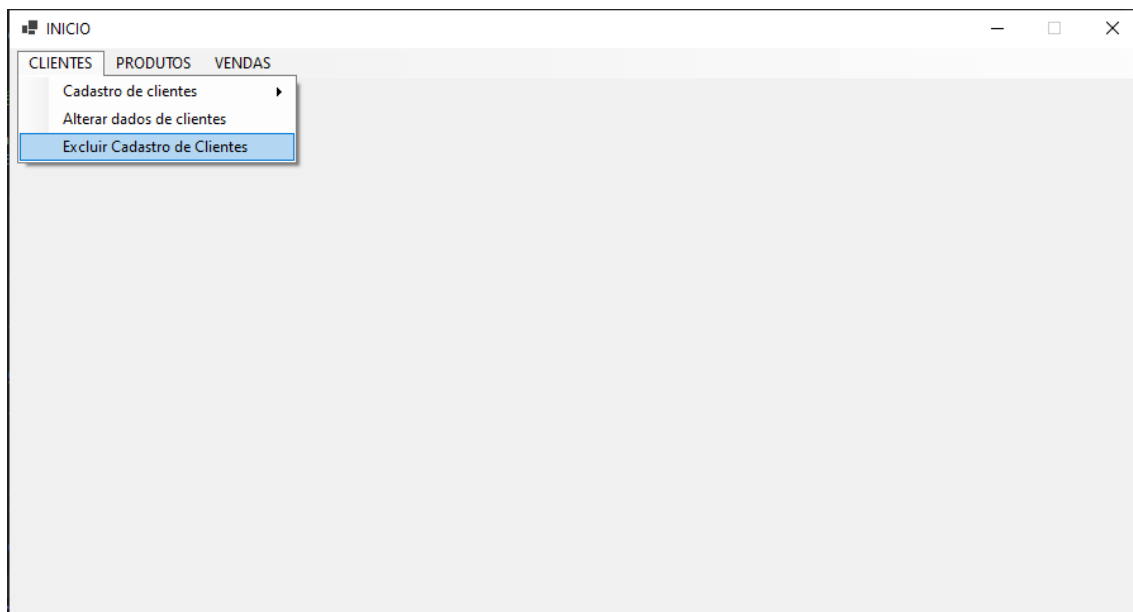 INICIO
CLIENTES PRODUTOS VENDAS
Cadastro de clientes
Alterar dados de clientes
Excluir Cadastro de Clientes